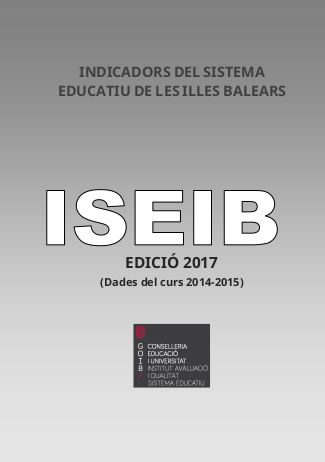 INDICADORS DEL SISTEMA
EDUCATIU DE LES ILLES BALEARS
ISEIB
EDICIÓ 2017
(Dades del curs 2014-2015)
G CONSELLERIA
O EDUCACIÓ
I I UNIVERSITAT
B INSTITUT AVALUACIÓ
I QUALITAT
SISTEMA EDUCATIU